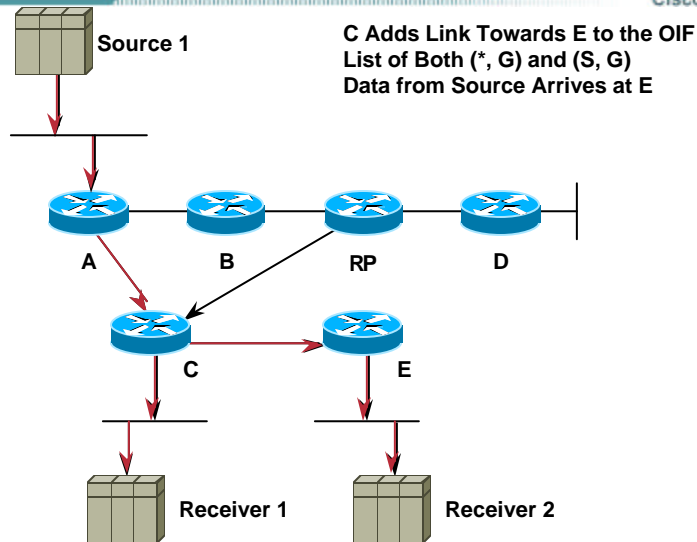 Source 1
C Adds Link Towards E to the OIF
List of Both (*, G) and (S, G)
Data from Source Arrives at E
A
B
RP
D
C
E
Receiver 1
Receiver 2